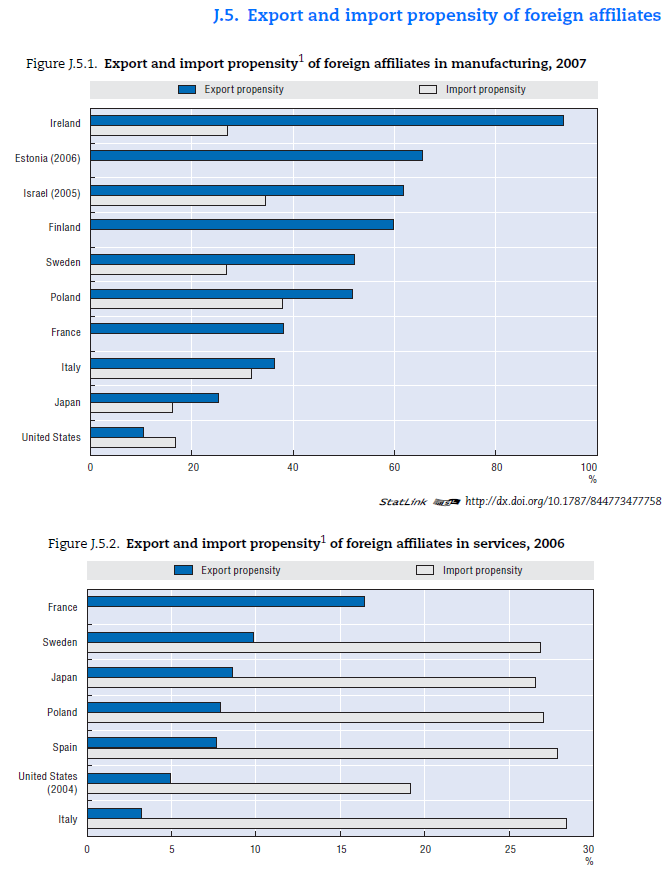 J.5. Export and import propensity of foreign affiliates
Figure J.5.1. Export and import propensity¹ of foreign affiliates in manufacturing, 2007
Export propensity Import propensity
Ireland
Estonia (2006)
Israel (2005)
Finland
Sweden
Poland
France
Italy
Japan
United States
0 20 40 60 80 100
%
StatLink http://dx.doi.org/10.1787/844773477758
Figure J.5.2. Export and import propensity¹ of foreign affiliates in services, 2006
Export propensity Import propensity
France
Sweden
Japan
Poland
Spain
United States
(2004)
Italy
0 5 10 15 20 25 30
%